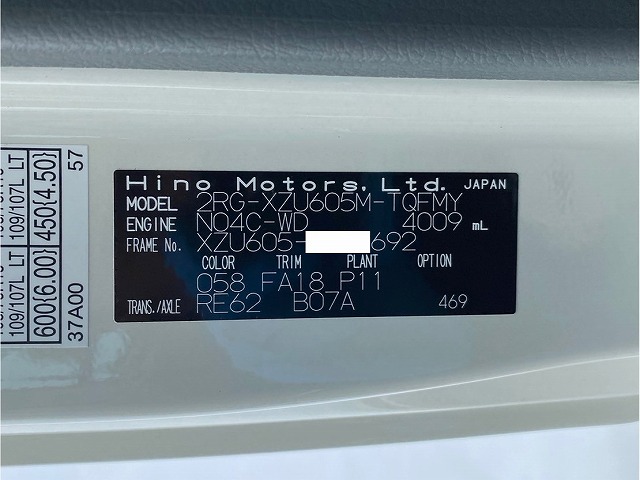 Hino Motors, Ltd. JAPAN
MODEL 2RG-XZU605M-TQFMY
ENGINE N04C-WD 4009 mL
FRAME No. XZU605- 692
COLOR TRIM PLANT OPTION
058 FA18 P11
TRANS./AXLE RE62 B07A 469
109/107L LT 109/107L LT
600{6.00} 450{4.50}
37A00 57